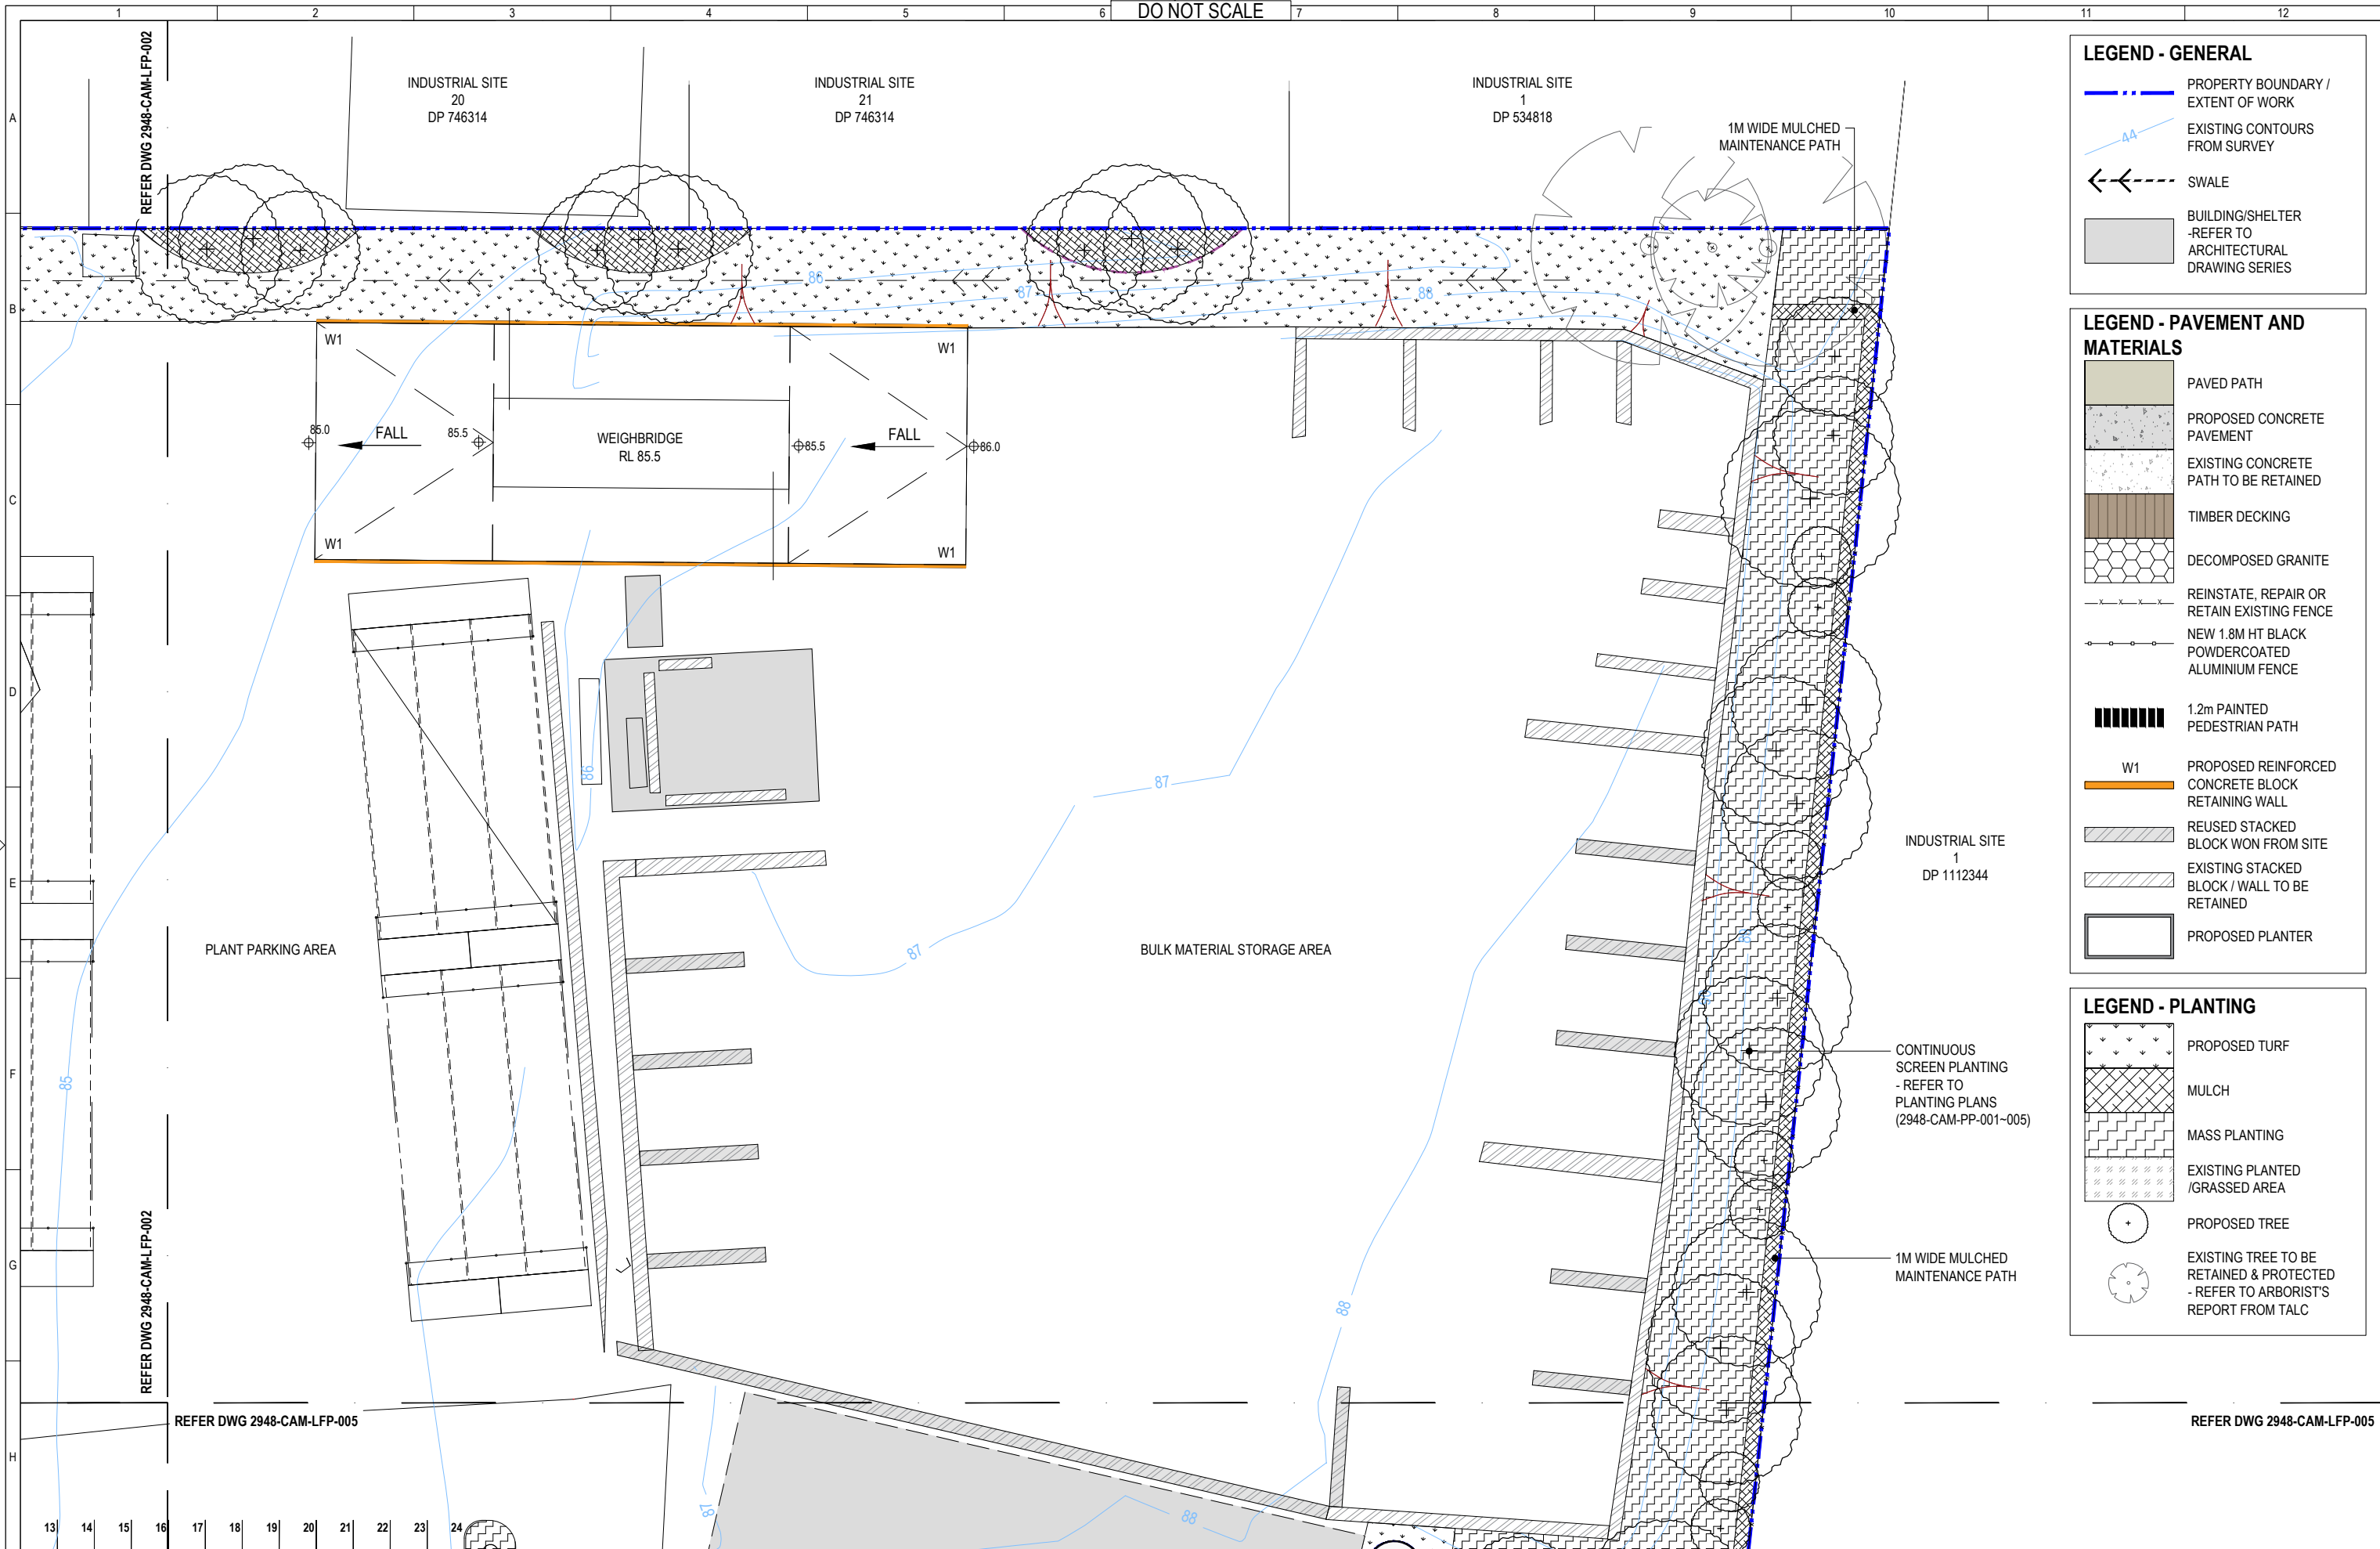 DO NOT SCALE
1 2 3 4 5 6 7 8 9 10 11 12
A
B
C
D
E
F
G
H
REFER DWG 2948-CAM-LFP-002
INDUSTRIAL SITE
20
DP 746314
INDUSTRIAL SITE
21
DP 746314
INDUSTRIAL SITE
1
DP 534818
1M WIDE MULCHED
MAINTENANCE PATH
86
87
88
W1
W1
W1
W1
85.0
FALL
85.5
WEIGHBRIDGE
RL 85.5
85.5
FALL
86.0
86
87
87
88
85
87
88
PLANT PARKING AREA
BULK MATERIAL STORAGE AREA
INDUSTRIAL SITE
1
DP 1112344
CONTINUOUS
SCREEN PLANTING
- REFER TO
PLANTING PLANS
(2948-CAM-PP-001~005)
1M WIDE MULCHED
MAINTENANCE PATH
REFER DWG 2948-CAM-LFP-002
REFER DWG 2948-CAM-LFP-005
REFER DWG 2948-CAM-LFP-005
13 14 15 16 17 18 19 20 21 22 23 24
LEGEND - GENERAL
PROPERTY BOUNDARY /
EXTENT OF WORK
44
EXISTING CONTOURS
FROM SURVEY
SWALE
BUILDING/SHELTER
-REFER TO
ARCHITECTURAL
DRAWING SERIES
LEGEND - PAVEMENT AND
MATERIALS
PAVED PATH
PROPOSED CONCRETE
PAVEMENT
EXISTING CONCRETE
PATH TO BE RETAINED
TIMBER DECKING
DECOMPOSED GRANITE
REINSTATE, REPAIR OR
RETAIN EXISTING FENCE
NEW 1.8M HT BLACK
POWDERCOATED
ALUMINIUM FENCE
1.2m PAINTED
PEDESTRIAN PATH
W1
PROPOSED REINFORCED
CONCRETE BLOCK
RETAINING WALL
REUSED STACKED
BLOCK WON FROM SITE
EXISTING STACKED
BLOCK / WALL TO BE
RETAINED
PROPOSED PLANTER
LEGEND - PLANTING
PROPOSED TURF
MULCH
MASS PLANTING
EXISTING PLANTED
/GRASSED AREA
PROPOSED TREE
EXISTING TREE TO BE
RETAINED & PROTECTED
- REFER TO ARBORIST'S
REPORT FROM TALC